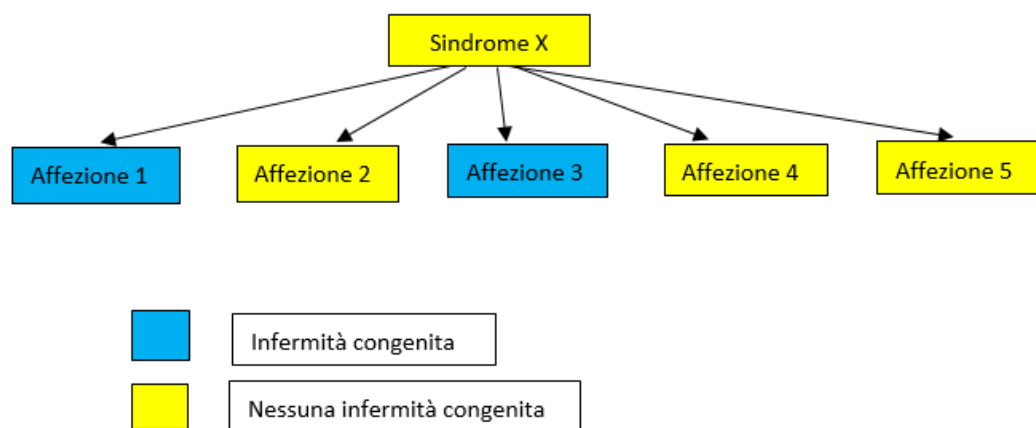 Sindrome X
Affezione 1
Affezione 2
Affezione 3
Affezione 4
Affezione 5
Infermità congenita
Nessuna infermità congenita